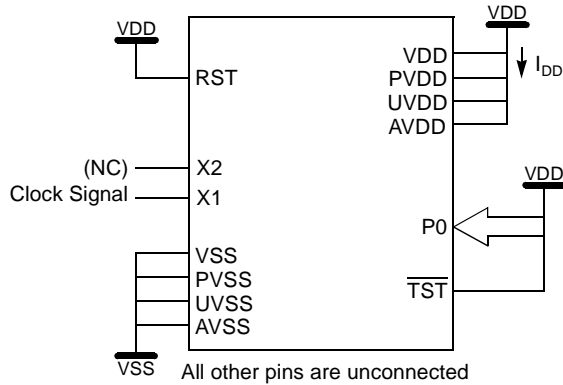 VDD
RST
(NC)
X2
Clock Signal
X1
VSS
PVSS
UVSS
AVSS
VSS
VDD
VDD
PVDD
UVDD
AVDD
IDD
VDD
P0
TST
All other pins are unconnected